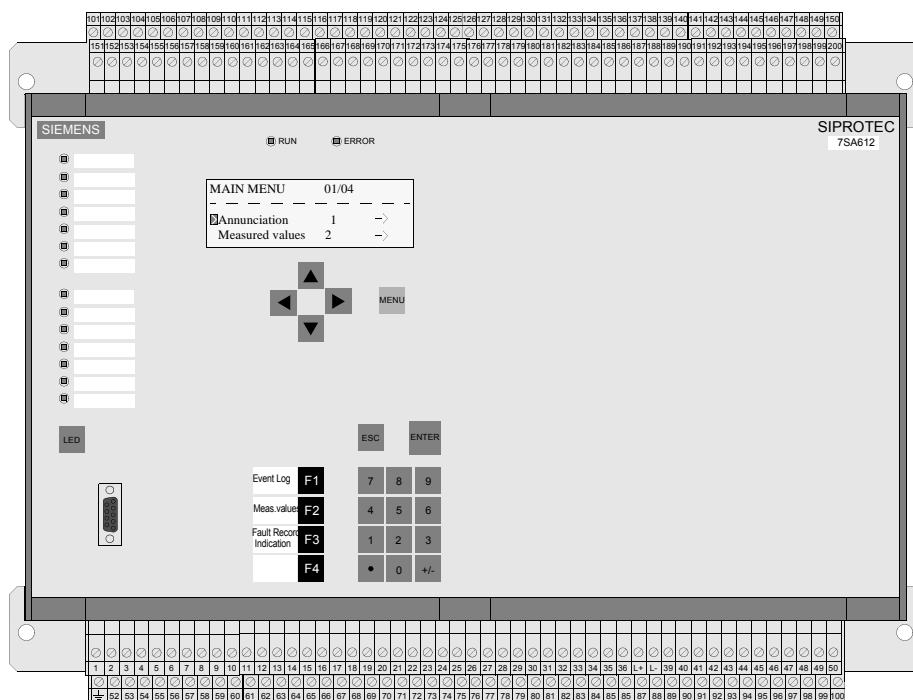 101 102 103 104 105 106 107 108 109 110 111 112 113 114 115 116 117 118 119 120 121 122 123 124 125 126 127 128 129 130 131 132 133 134 135 136 137 138 139 140 141 142 143 144 145 146 147 148 149 150
151 152 153 154 155 156 157 158 159 160 161 162 163 164 165 166 167 168 169 170 171 172 173 174 175 176 177 178 179 180 181 182 183 184 185 186 187 188 189 190 191 192 193 194 195 196 197 198 199 200
SIEMENS
SIPROTEC
7SA612
RUN ERROR
MAIN MENU 01/04
Annunciation 1
Measured values 2
MENU
LED
ESC ENTER
Event Log F1 7 8 9
Meas.values F2 4 5 6
Fault Record
Indication F3 1 2 3
F4 • 0 +/-
1 2 3 4 5 6 7 8 9 10 11 12 13 14 15 16 17 18 19 20 21 22 23 24 25 26 27 28 29 30 31 32 33 34 35 36 L+ L- 39 40 41 42 43 44 45 46 47 48 49 50
52 53 54 55 56 57 58 59 60 61 62 63 64 65 66 67 68 69 70 71 72 73 74 75 76 77 78 79 80 81 82 83 84 85 86 87 88 89 90 91 92 93 94 95 96 97 98 99 100